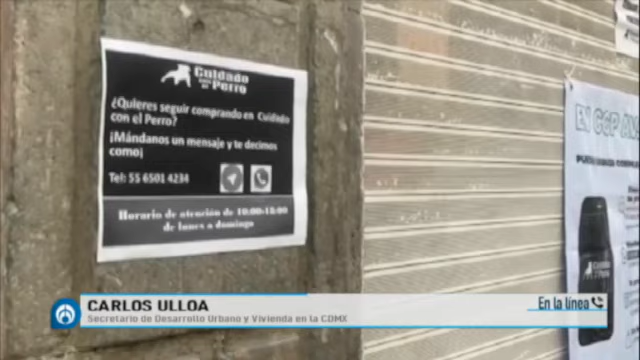 Cuidado
con el
Perro
¿Quieres seguir comprando en Cuidado
con el Perro?
¡Mándanos un mensaje y te decimos
como¡
Tel: 55 6501 4234
Horario de atención de 10:00-18:00
de lunes a domingo
Cuidado
Perro
CARLOS ULLOA
Secretario de Desarrollo Urbano y Vivienda en la CDMX
En la línea